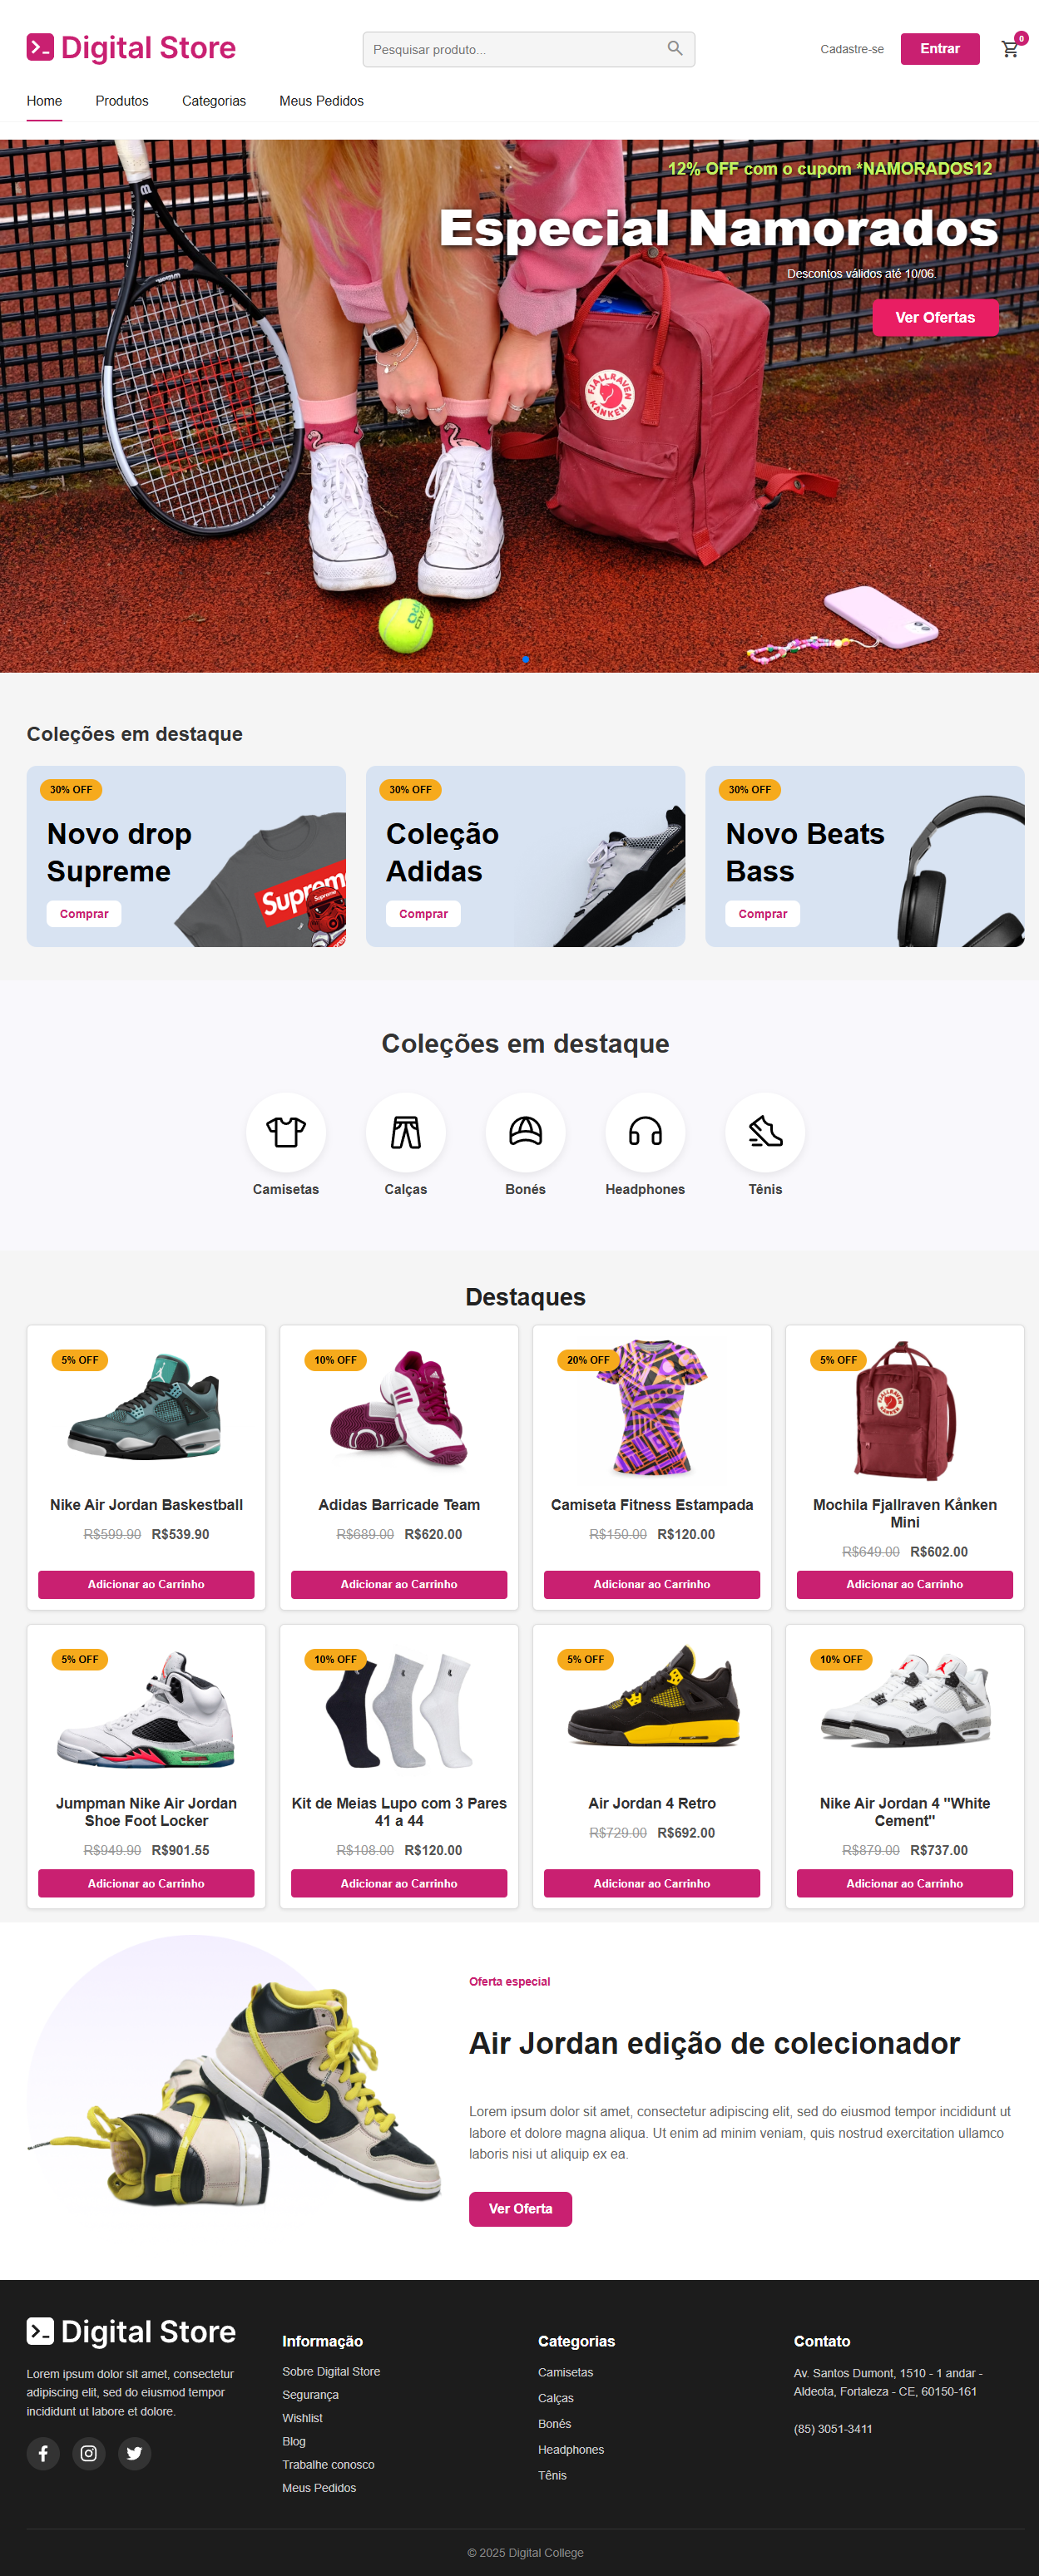 Digital Store
Pesquisar produto...
Cadastre-se
Entrar
0
Home
Produtos
Categorias
Meus Pedidos
12% OFF com o cupom *NAMORADOS12
Especial Namorados
Descontos válidos até 10/06.
Ver Ofertas
FJALLRAVEN
KANKEN
Coleções em destaque
30% OFF
Novo drop
Supreme
Comprar
Supreme
30% OFF
Coleção
Adidas
Comprar
30% OFF
Novo Beats
Bass
Comprar
Coleções em destaque
Camisetas
Calças
Bonés
Headphones
Tênis
Destaques
5% OFF
Nike Air Jordan Baskestball
R$599.90 R$539.90
Adicionar ao Carrinho
10% OFF
Adidas Barricade Team
R$689.00 R$620.00
Adicionar ao Carrinho
20% OFF
Camiseta Fitness Estampada
R$150.00 R$120.00
Adicionar ao Carrinho
5% OFF
Mochila Fjallraven Kånken
Mini
R$649.00 R$602.00
Adicionar ao Carrinho
5% OFF
Jumpman Nike Air Jordan
Shoe Foot Locker
R$949.90 R$901.55
Adicionar ao Carrinho
10% OFF
Kit de Meias Lupo com 3 Pares
41 a 44
R$108.00 R$120.00
Adicionar ao Carrinho
5% OFF
Air Jordan 4 Retro
R$729.00 R$692.00
Adicionar ao Carrinho
10% OFF
Nike Air Jordan 4 "White
Cement"
R$879.00 R$737.00
Adicionar ao Carrinho
Oferta especial
Air Jordan edição de colecionador
Lorem ipsum dolor sit amet, consectetur adipiscing elit, sed do eiusmod tempor incididunt ut
labore et dolore magna aliqua. Ut enim ad minim veniam, quis nostrud exercitation ullamco
laboris nisi ut aliquip ex ea.
Ver Oferta
Digital Store
Lorem ipsum dolor sit amet, consectetur
adipiscing elit, sed do eiusmod tempor
incididunt ut labore et dolore.
Informação
Sobre Digital Store
Segurança
Wishlist
Blog
Trabalhe conosco
Meus Pedidos
Categorias
Camisetas
Calças
Bonés
Headphones
Tênis
Contato
Av. Santos Dumont, 1510 - 1 andar -
Aldeota, Fortaleza - CE, 60150-161
(85) 3051-3411
© 2025 Digital College